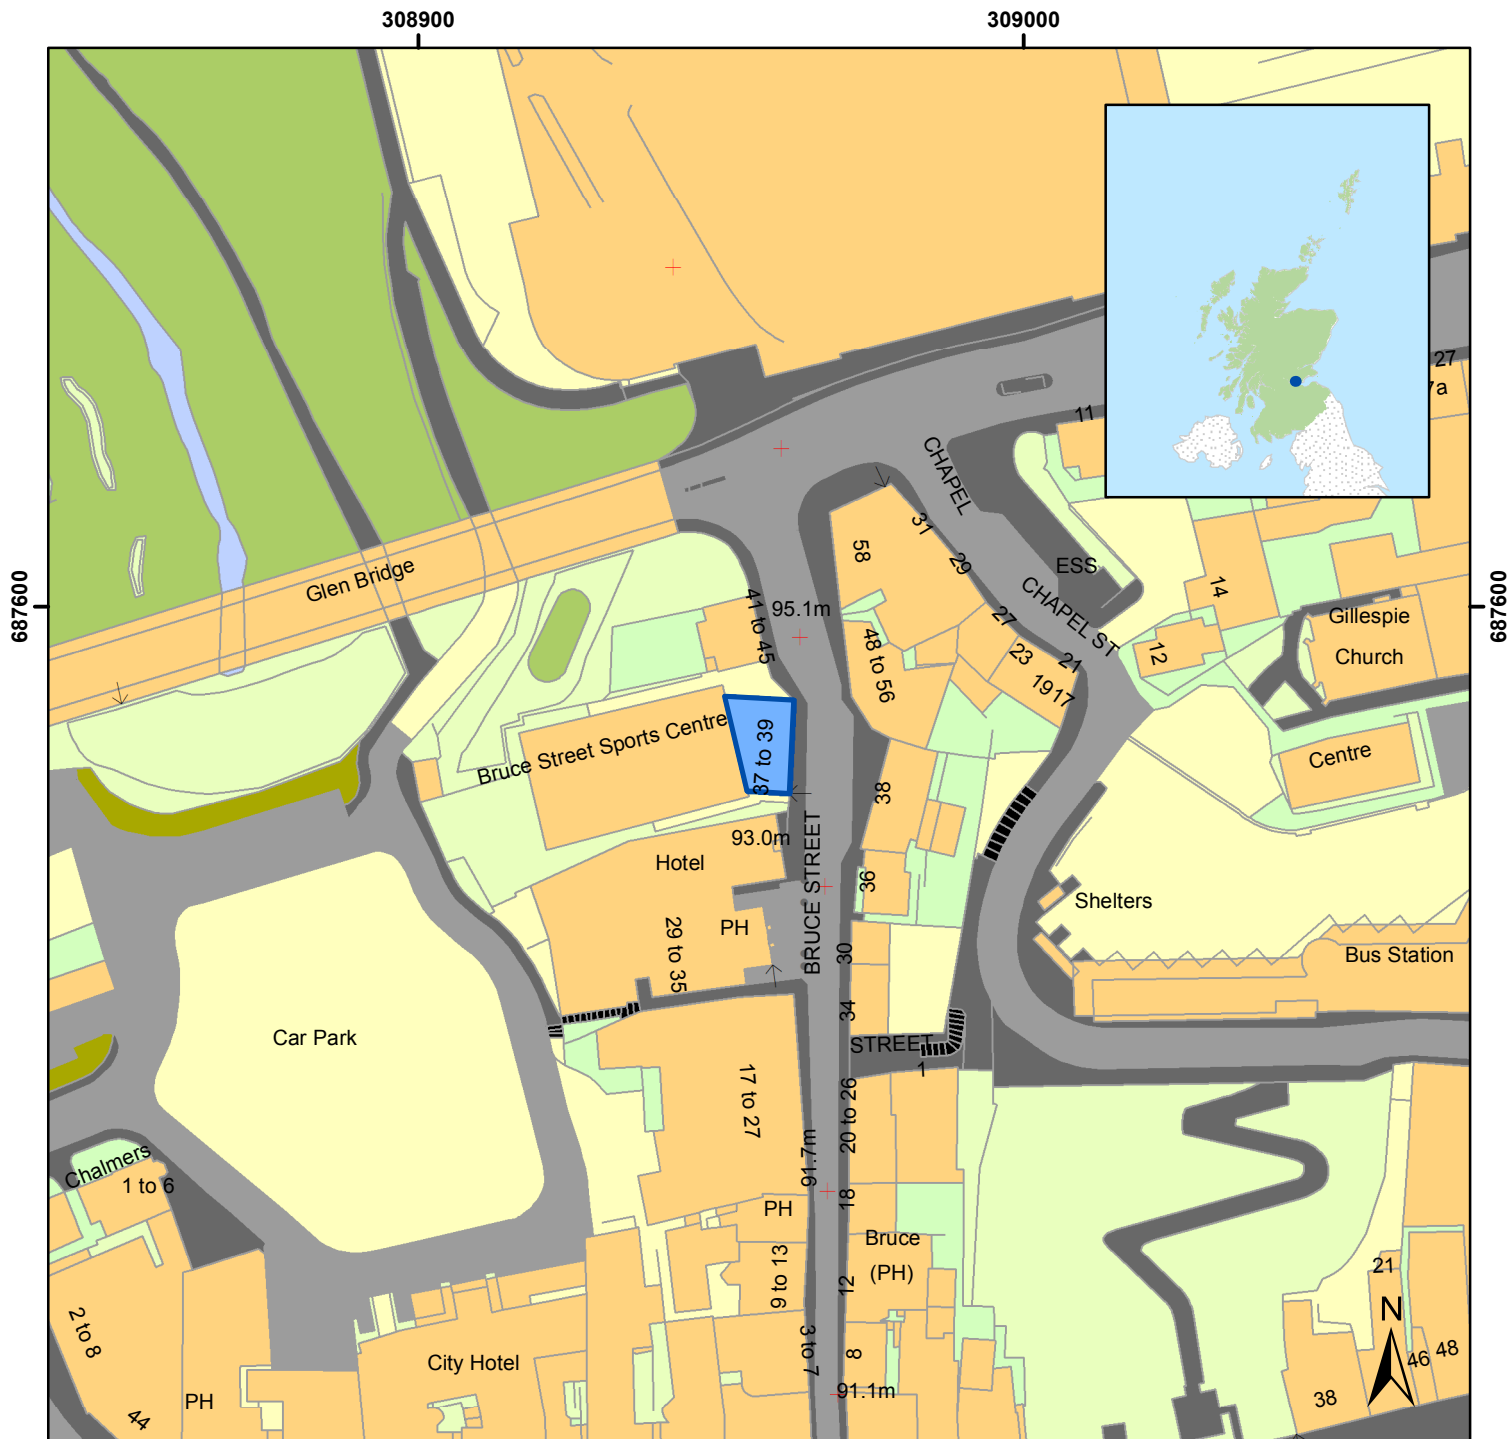 308900
309000
687600
687600
27
11
CHAPEL
31
58
29
ESS
Glen Bridge
14
CHAPEL ST
41 to 45
95.1m
27
Gillespie
Church
48 to 56
23
21
12
1917
Bruce Street Sports Centre
37 to 39
Centre
38
93.0m
Hotel
BRUCE STREET
36
Shelters
29 to 35
PH
30
Bus Station
34
Car Park
STREET
1
17 to 27
20 to 26
91.7m
Chalmers
1 to 6
18
PH
Bruce
(PH)
9 to 13
12
21
N
2 to 8
3 to 7
8
City Hotel
46
48
91.1m
PH
44
38